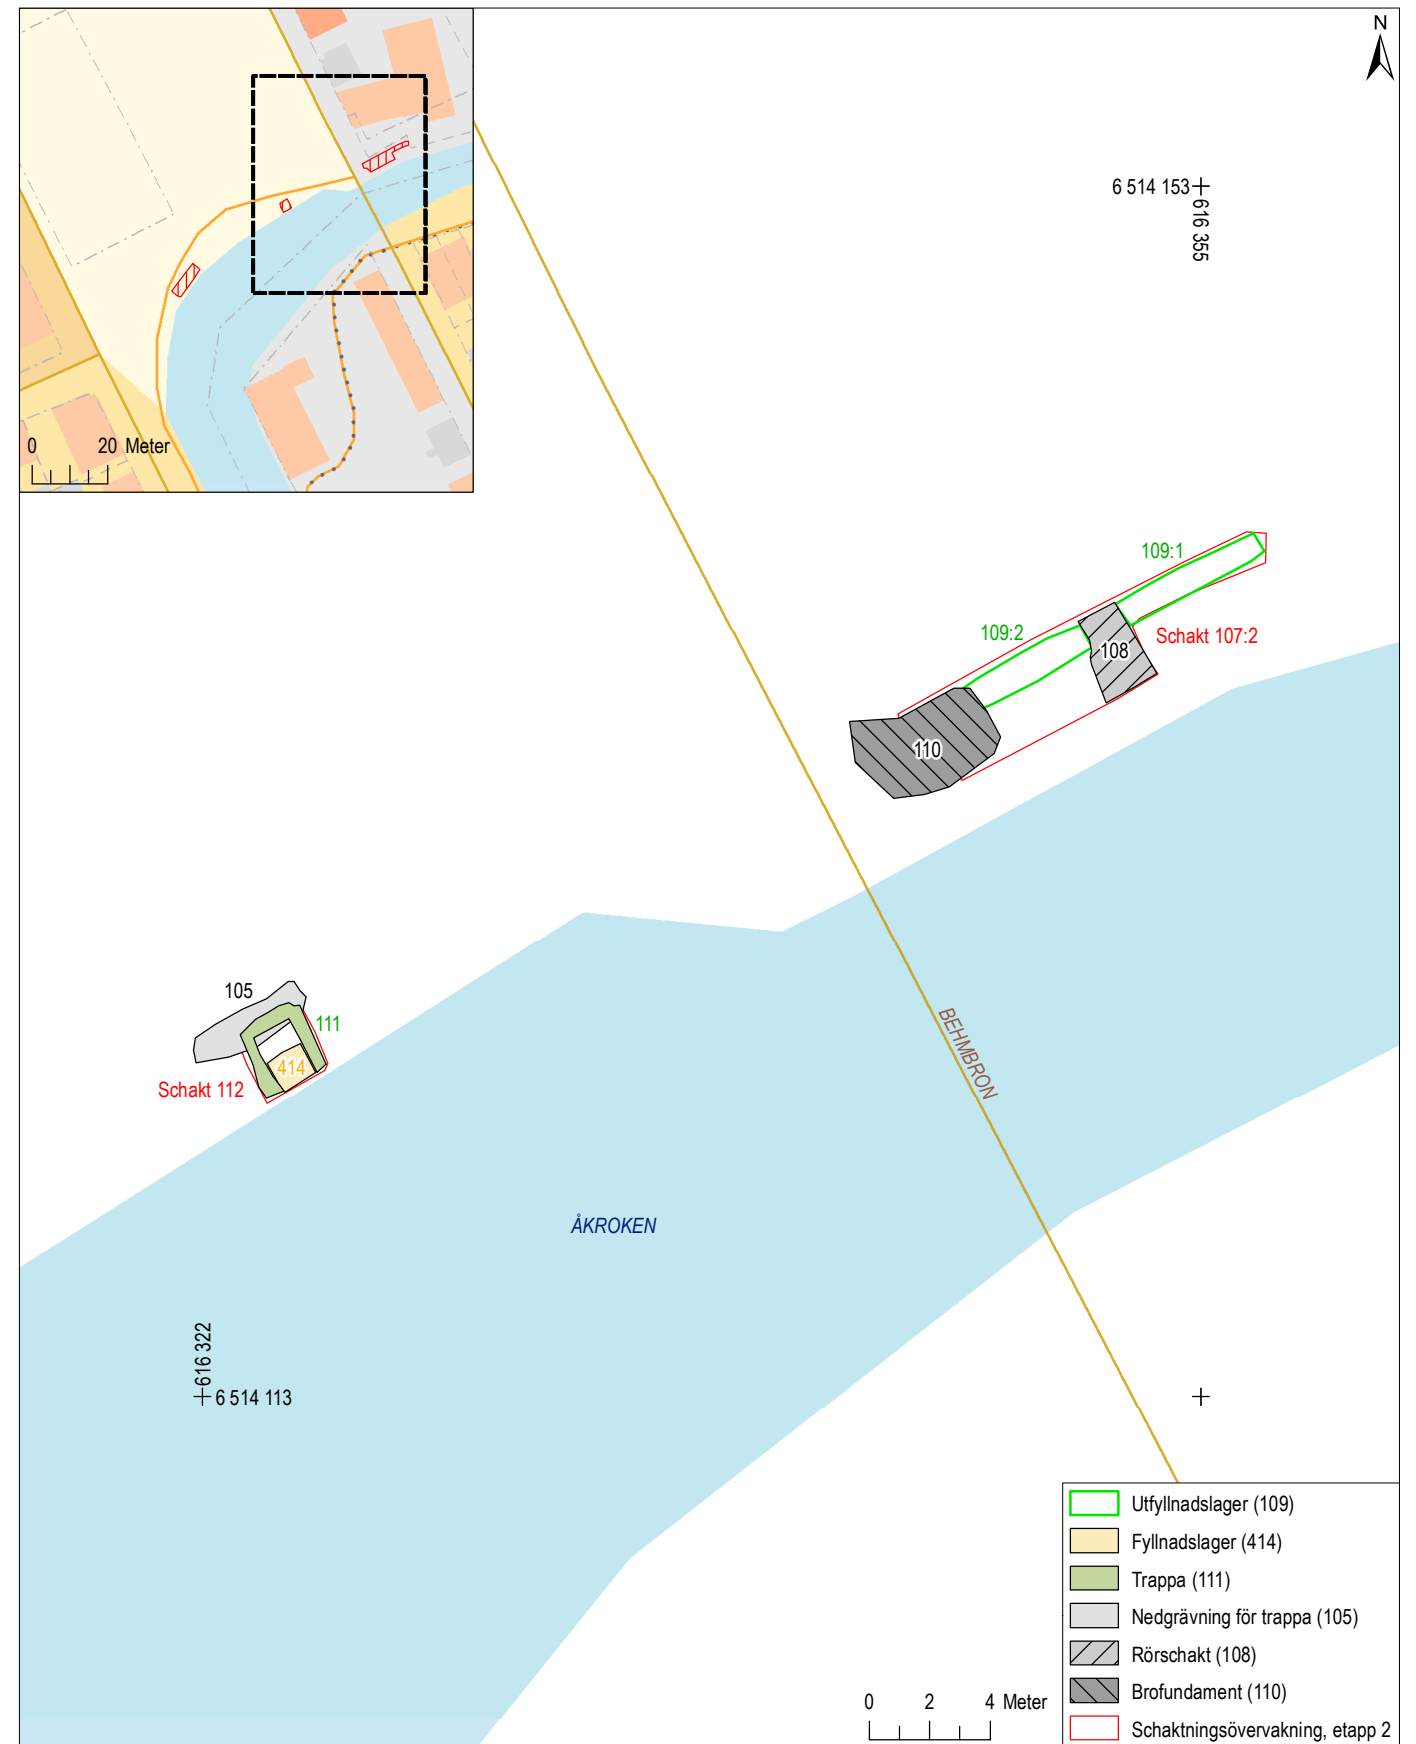 N
0 20 Meter
6 514 153
616 355
109:1
109:2
Schakt 107:2
108
110
105
111
414
Schakt 112
BEHMBRON
ÅKROKEN
616 322
6 514 113
Utfyllnadslager (109)
Fyllnadslager (414)
Trappa (111)
Nedgrävning för trappa (105)
Rörschakt (108)
Brofundament (110)
Schaktningsövervakning, etapp 2
0 2 4 Meter